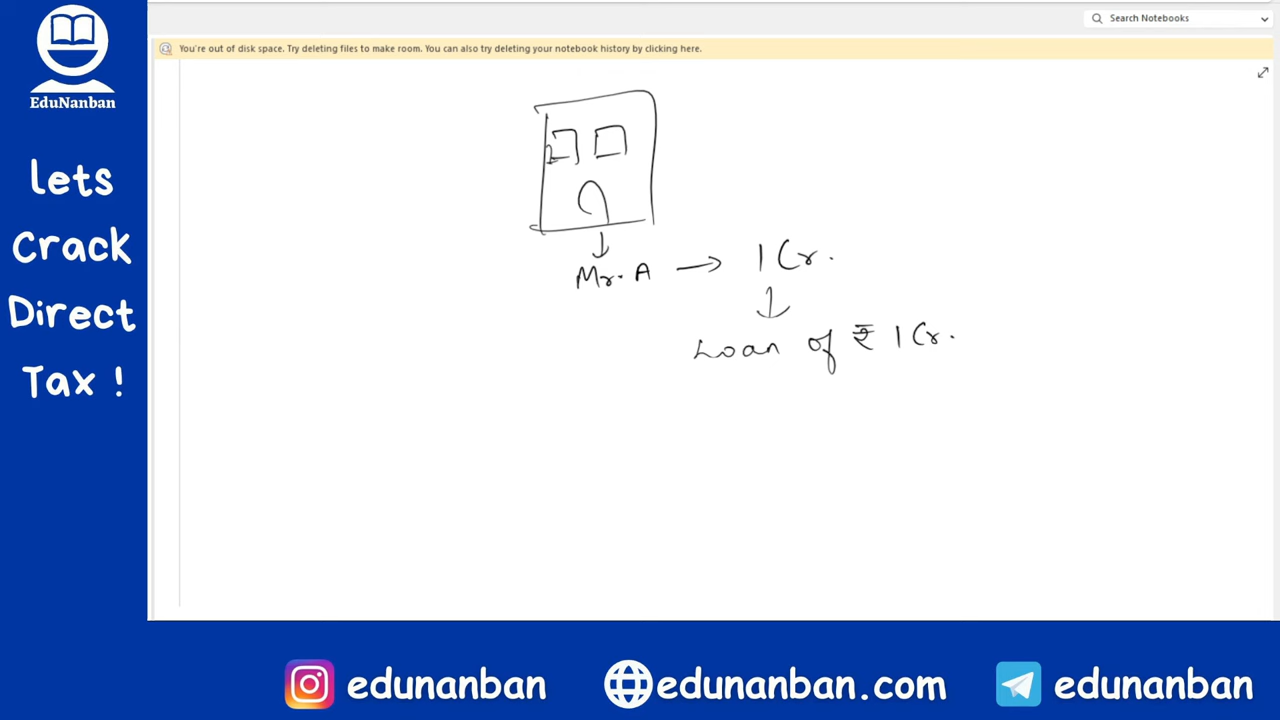 Search Notebooks
You're out of disk space. Try deleting files to make room. You can also try deleting your notebook history by clicking here.
EduNanban
lets
Crack
Direct
Tax !
Mr. A → 1 Cr.
Loan of ₹ 1 Cr.
edunanban
edunanban.com
edunanban